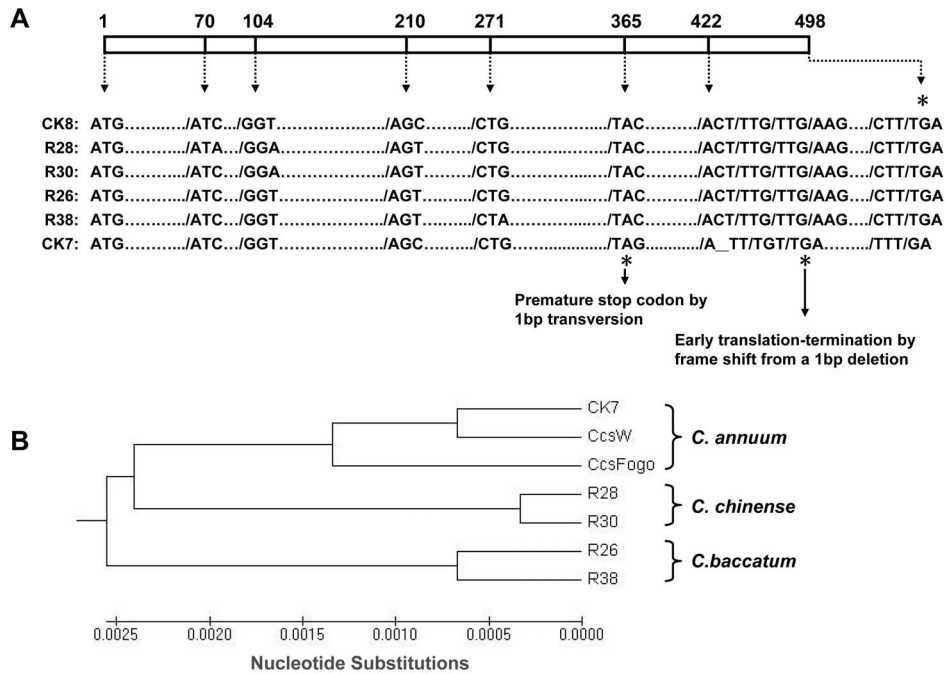 A
1 70 104 210 271 365 422 498
*
CK8: ATG…….…../ATC…/GGT…………….…/AGC……../CTG………………../TAC………./ACT/TTG/TTG/AAG…./CTT/TGA
R28: ATG…………/ATA…/GGA………………/AGT……../CTG………….…../TAC………./ACT/TTG/TTG/AAG…./CTT/TGA
R30: ATG…………/ATC…/GGA………………/AGT……../CTG………….…../TAC………./ACT/TTG/TTG/AAG…./CTT/TGA
R26: ATG…………/ATC…/GGT………………/AGT……../CTG………….…../TAC………./ACT/TTG/TTG/AAG…./CTT/TGA
R38: ATG…………/ATC…/GGT………………/AGT……../CTA………….…../TAC………./ACT/TTG/TTG/AAG…./CTT/TGA
CK7: ATG…………/ATC…/GGT………………/AGC………/CTG…............../TAG.........../A__TT/TGT/TGA………/TTT/GA
* *
Premature stop codon by
1bp transversion
Early translation-termination by
frame shift from a 1bp deletion
B
CK7
CcsW
CcsFogo
C. annuum
R28
R30
C. chinense
R26
R38
C.baccatum
0.0025 0.0020 0.0015 0.0010 0.0005 0.0000
Nucleotide Substitutions